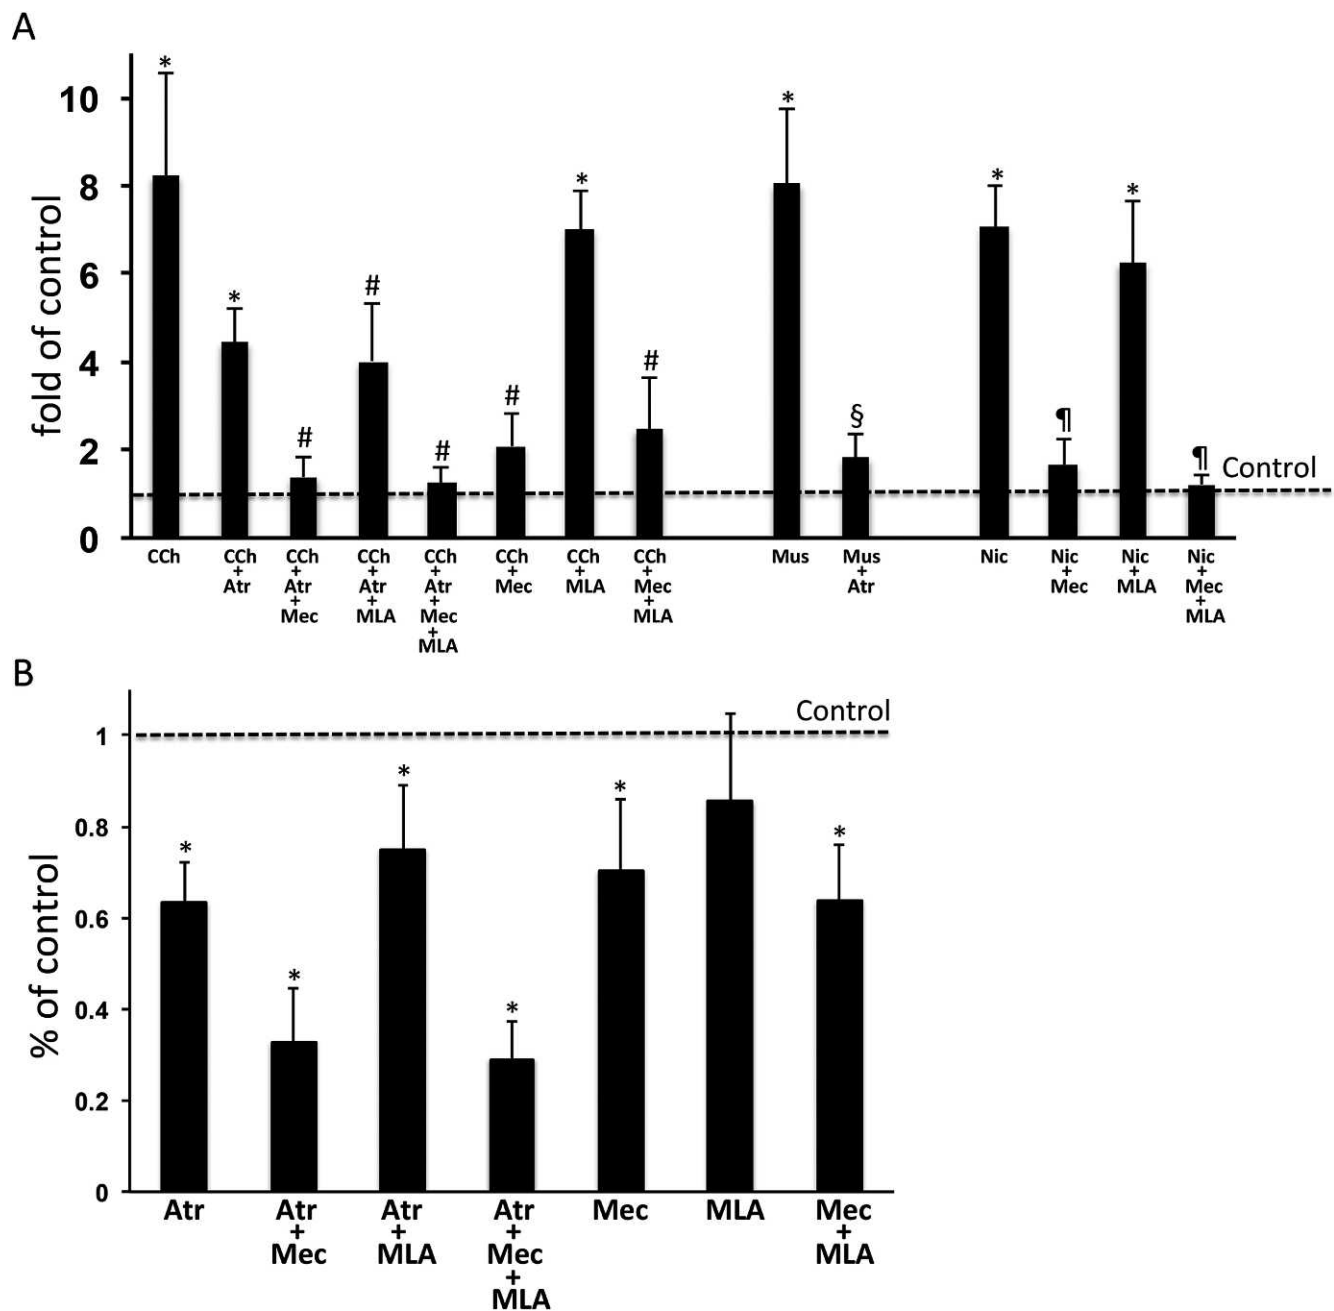 A
fold of control
10
8
6
4
2
0
*
*
#
#
#
#
*
#
*
§
*
¶
*
¶
Control
CCh
CCh
+
Atr
CCh
+
Atr
+
Mec
CCh
+
Atr
+
MLA
CCh
+
Atr
+
Mec
+
MLA
CCh
+
Mec
CCh
+
MLA
CCh
+
Mec
+
MLA
Mus
Mus
+
Atr
Nic
Nic
+
Mec
Nic
+
MLA
Nic
+
Mec
+
MLA
B
% of control
1
0.8
0.6
0.4
0.2
0
Control
*
*
*
*
*
*
Atr
Atr
+
Mec
Atr
+
MLA
Atr
+
Mec
+
MLA
Mec
MLA
Mec
+
MLA